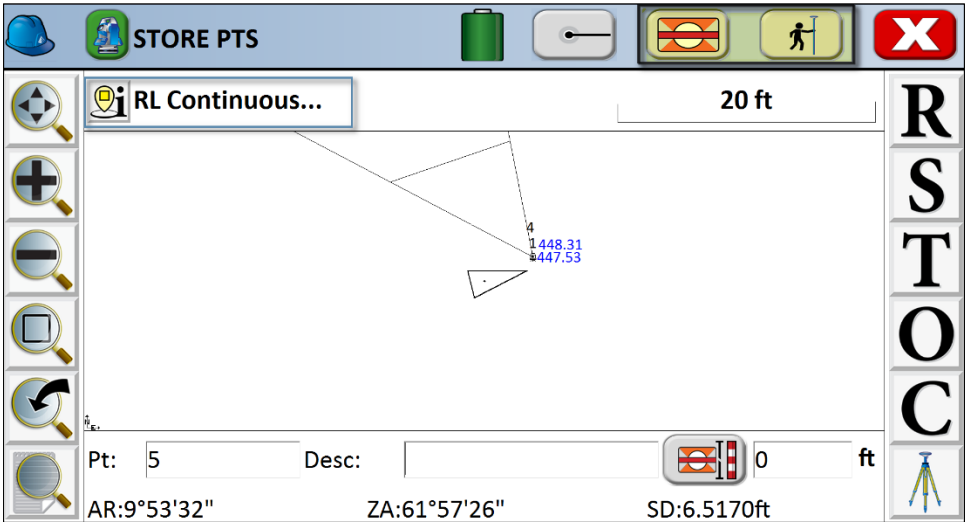 STORE PTS
RL Continuous...
20 ft
R
S
T
O
C
4
1 448.31
447.53
N
E
Pt: 5 Desc: 0 ft
AR:9°53'32" ZA:61°57'26" SD:6.5170ft